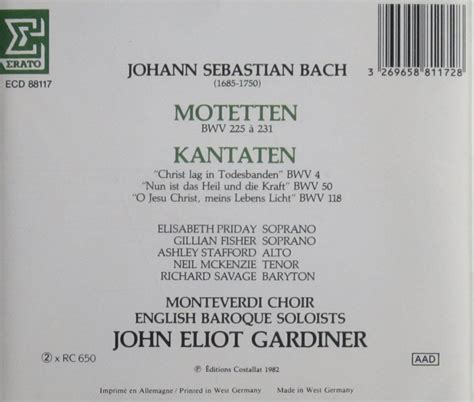 ERATO
ECD 88117
JOHANN SEBASTIAN BACH
(1685-1750)
3 269658 811728
MOTETTEN
BWV 225 à 231
KANTATEN
"Christ lag in Todesbanden" BWV 4
"Nun ist das Heil und die Kraft" BWV 50
"O Jesu Christ, meins Lebens Licht" BWV 118
ELISABETH PRIDAY SOPRANO
GILLIAN FISHER SOPRANO
ASHLEY STAFFORD ALTO
NEIL MCKENZIE TENOR
RICHARD SAVAGE BARYTON
MONTEVERDI CHOIR
ENGLISH BAROQUE SOLOISTS
JOHN ELIOT GARDINER
② x RC 650
℗ Éditions Costallat 1982
AAD
Imprimé en Allemagne / Printed in West Germany Made in West Germany